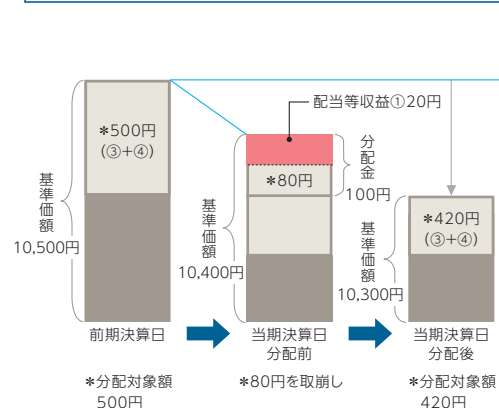 配当等収益①20円
*500円
(③+④)
分配金
100円
*80円
基準価額
10,500円
基準価額
10,400円
基準価額
10,300円
*420円
(③+④)
前期決算日
当期決算日
分配前
当期決算日
分配後
*分配対象額
500円
*80円を取崩し
*分配対象額
420円